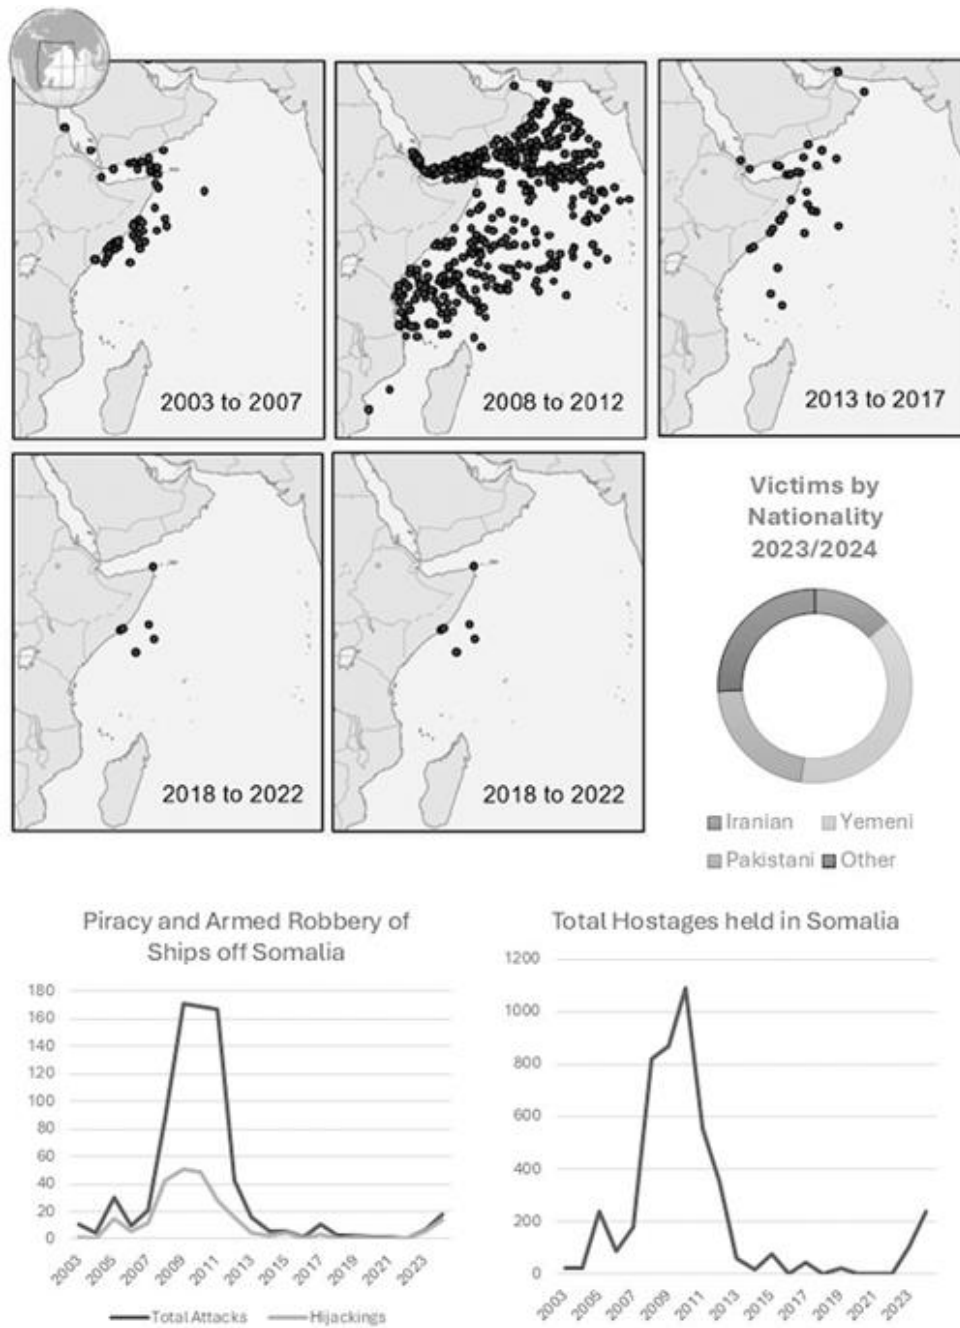 2003 to 2007
2008 to 2012
2013 to 2017
2018 to 2022
2018 to 2022
Victims by
Nationality
2023/2024
Iranian
Yemeni
Pakistani
Other
Piracy and Armed Robbery of
Ships off Somalia
180
160
140
120
100
80
60
40
20
0
2003
2005
2007
2009
2011
2013
2015
2017
2019
2021
2023
Total Attacks
Hijackings
Total Hostages held in Somalia
1200
1000
800
600
400
200
0
2003
2005
2007
2009
2011
2013
2015
2017
2019
2021
2023